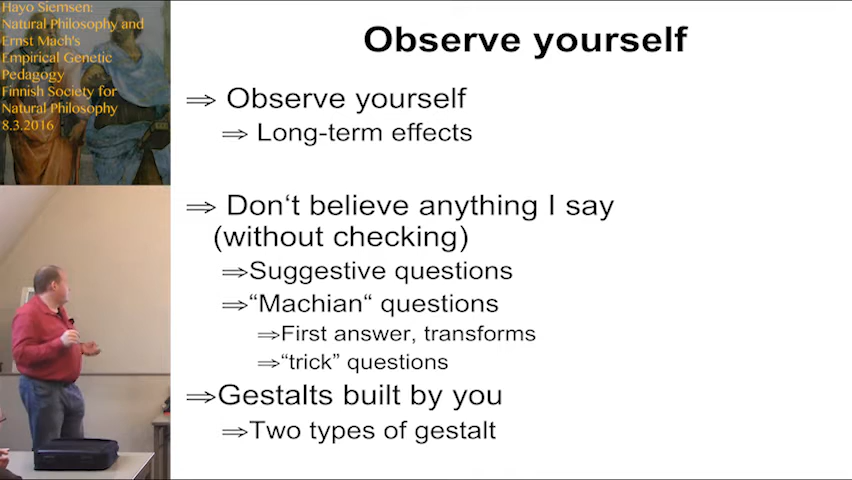 Hayo Siemsen:
Natural Philosophy and
Ernst Mach's
Empirical Genetic
Pedagogy
Finnish Society for
Natural Philosophy
8.3.2016
Observe yourself
⇒ Observe yourself
⇒ Long-term effects
⇒ Don‘t believe anything I say
(without checking)
⇒Suggestive questions
⇒“Machian“ questions
⇒First answer, transforms
⇒“trick” questions
⇒Gestalts built by you
⇒Two types of gestalt